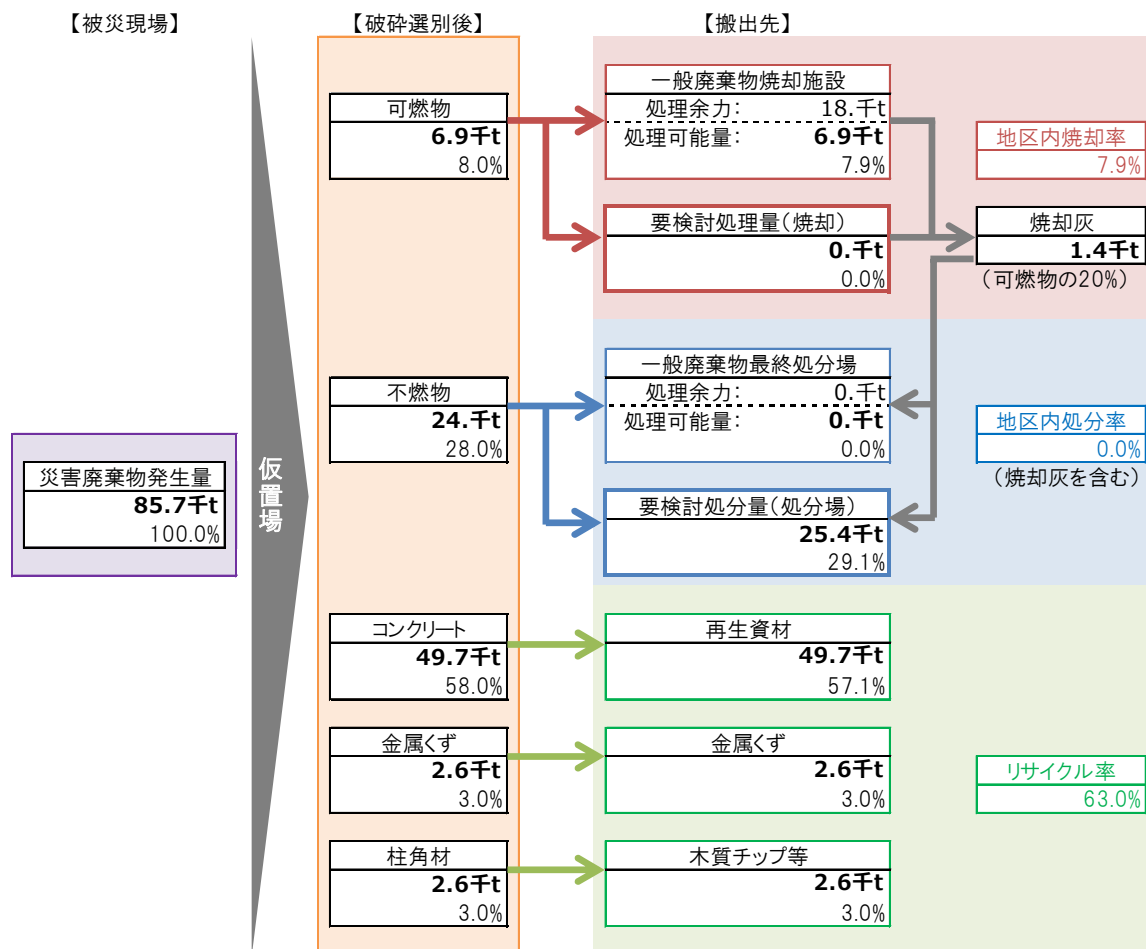 【被災現場】
【破砕選別後】
【搬出先】
災害廃棄物発生量
85.7千t
100.0%
仮置場
可燃物
6.9千t
8.0%
不燃物
24.千t
28.0%
コンクリート
49.7千t
58.0%
金属くず
2.6千t
3.0%
柱角材
2.6千t
3.0%
一般廃棄物焼却施設
処理余力： 18.千t
処理可能量： 6.9千t
7.9%
要検討処理量(焼却)
0.千t
0.0%
地区内焼却率
7.9%
焼却灰
1.4千t
(可燃物の20%)
一般廃棄物最終処分場
処理余力： 0.千t
処理可能量： 0.千t
0.0%
要検討処分量(処分場)
25.4千t
29.1%
地区内処分率
0.0%
(焼却灰を含む)
再生資材
49.7千t
57.1%
金属くず
2.6千t
3.0%
木質チップ等
2.6千t
3.0%
リサイクル率
63.0%